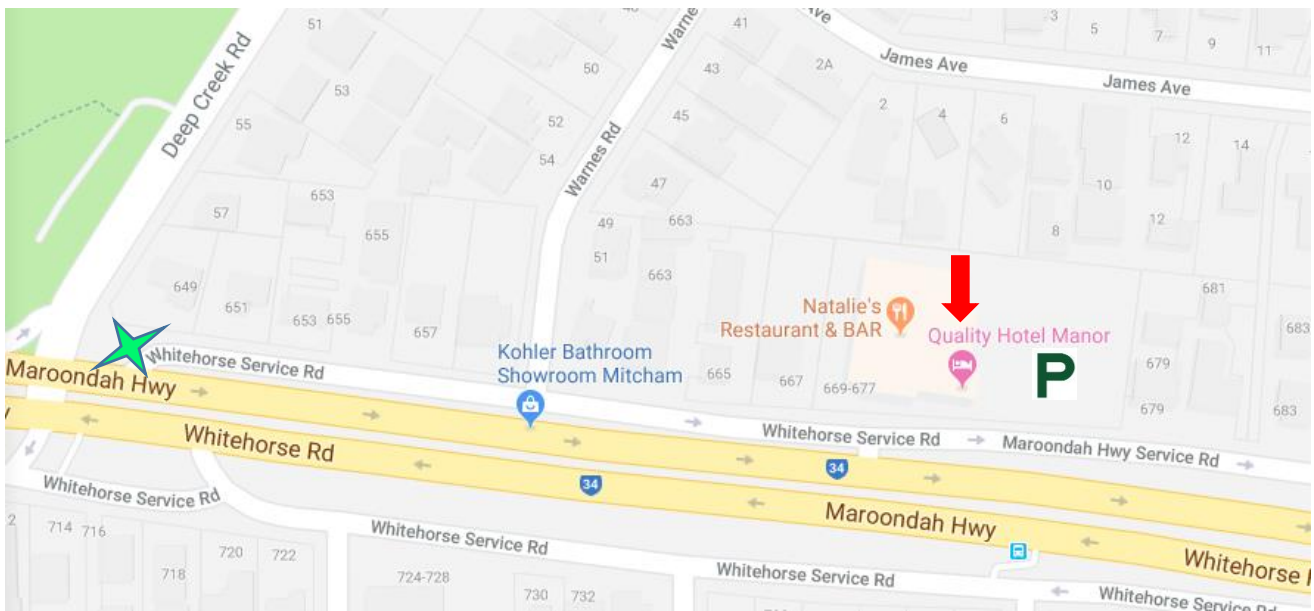 51
Deep Creek Rd
53
55
50
52
54
Warnes Rd
Warne
41
43
45
47
49
51
2A
Ave
James Ave
James Ave
3
5
7
9
11
2
4
6
8
10
12
12
14
57
653
655
649
651
653 655
657
663
663
Natalie's
Restaurant & BAR
Quality Hotel Manor
P
681
683
679
679
683
Whitehorse Service Rd
Maroondah Hwy
Kohler Bathroom
Showroom Mitcham
665
667
669-677
Whitehorse Service Rd
Maroondah Hwy Service Rd
Whitehorse Rd
34
34
Maroondah Hwy
Whitehorse
Whitehorse Service Rd
714
716
718
720
722
Whitehorse Service Rd
724-728
730
732
Whitehorse Service Rd
Whitehorse Service Rd